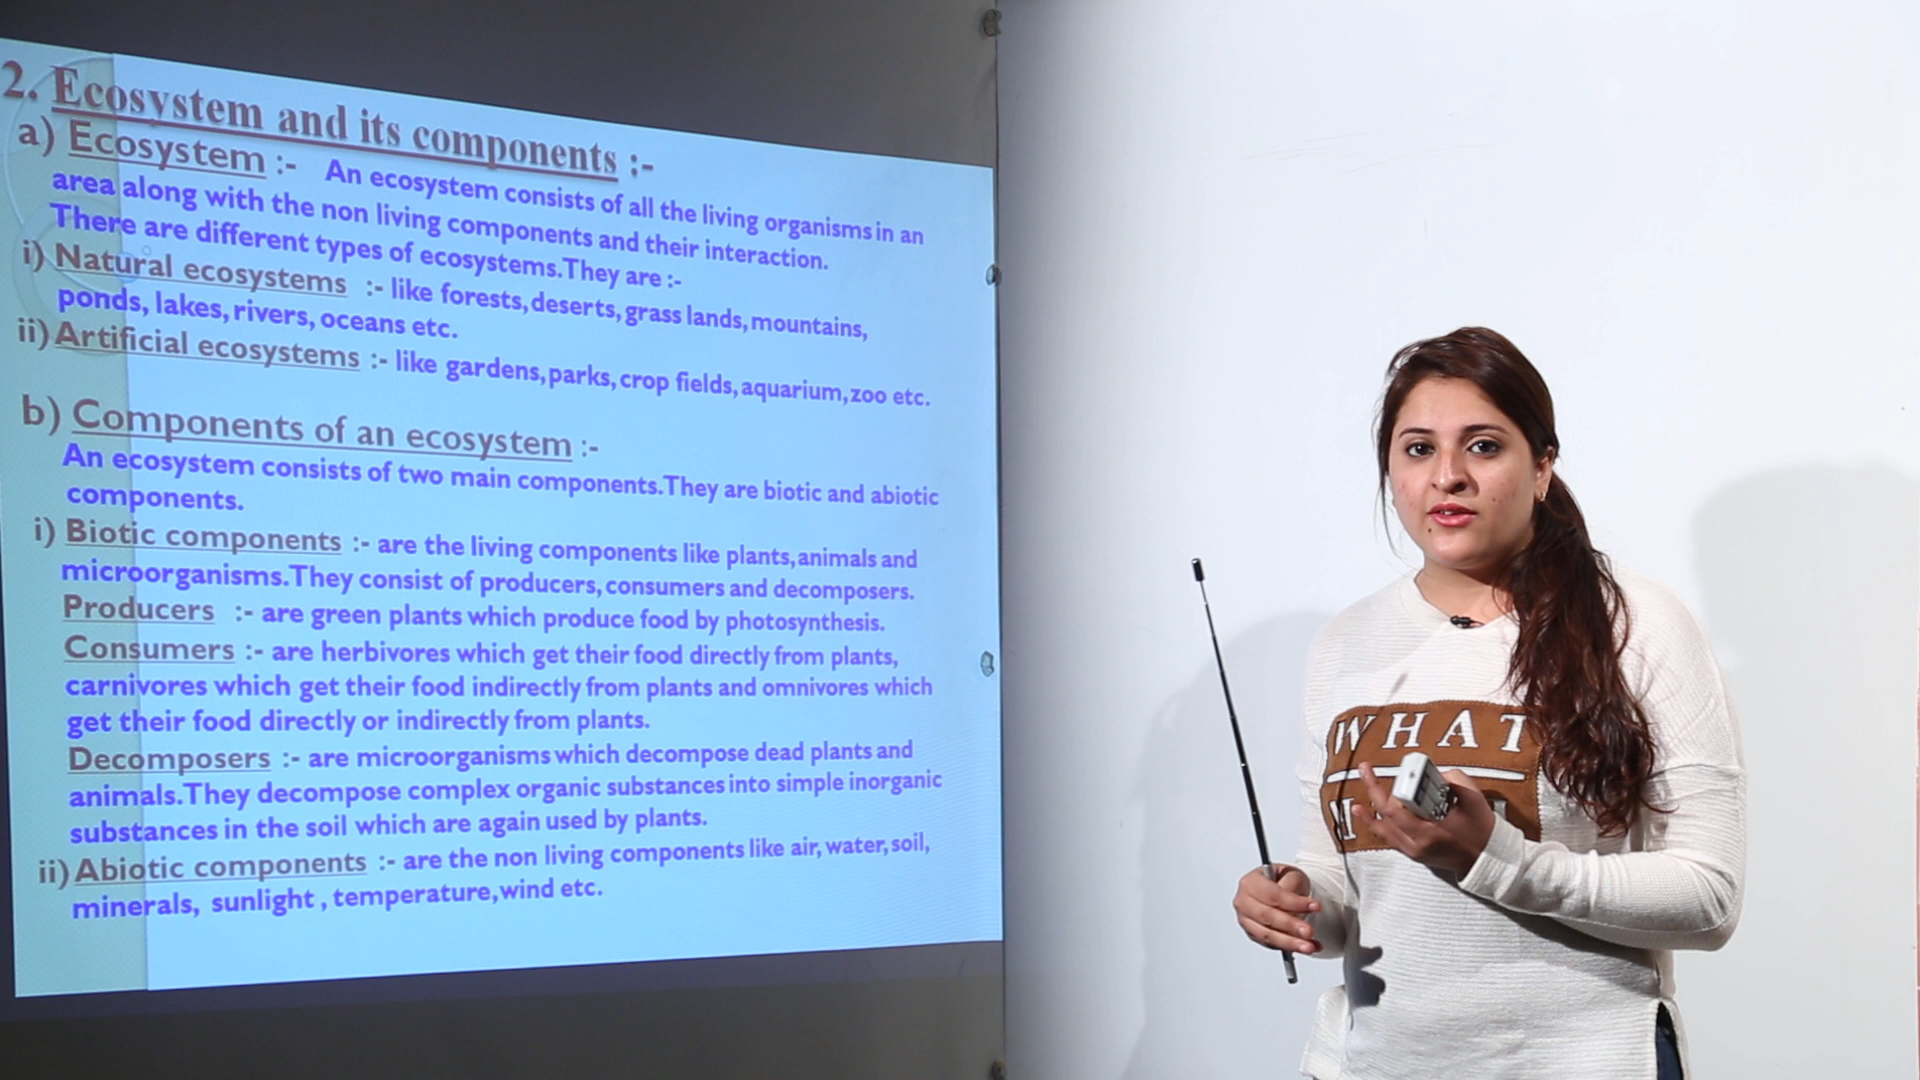 2. Ecosystem and its components :-
a) Ecosystem :- An ecosystem consists of all the living organisms in an
area along with the non living components and their interaction.
There are different types of ecosystems. They are :-
i) Natural ecosystems :- like forests, deserts, grass lands, mountains,
ponds, lakes, rivers, oceans etc.
ii) Artificial ecosystems :- like gardens, parks, crop fields, aquarium, zoo etc.
b) Components of an ecosystem :-
An ecosystem consists of two main components. They are biotic and abiotic
components.
i) Biotic components :- are the living components like plants, animals and
microorganisms. They consist of producers, consumers and decomposers.
Producers :- are green plants which produce food by photosynthesis.
Consumers :- are herbivores which get their food directly from plants,
carnivores which get their food indirectly from plants and omnivores which
get their food directly or indirectly from plants.
Decomposers :- are microorganisms which decompose dead plants and
animals. They decompose complex organic substances into simple inorganic
substances in the soil which are again used by plants.
ii) Abiotic components :- are the non living components like air, water, soil,
minerals, sunlight , temperature, wind etc.
WHAT